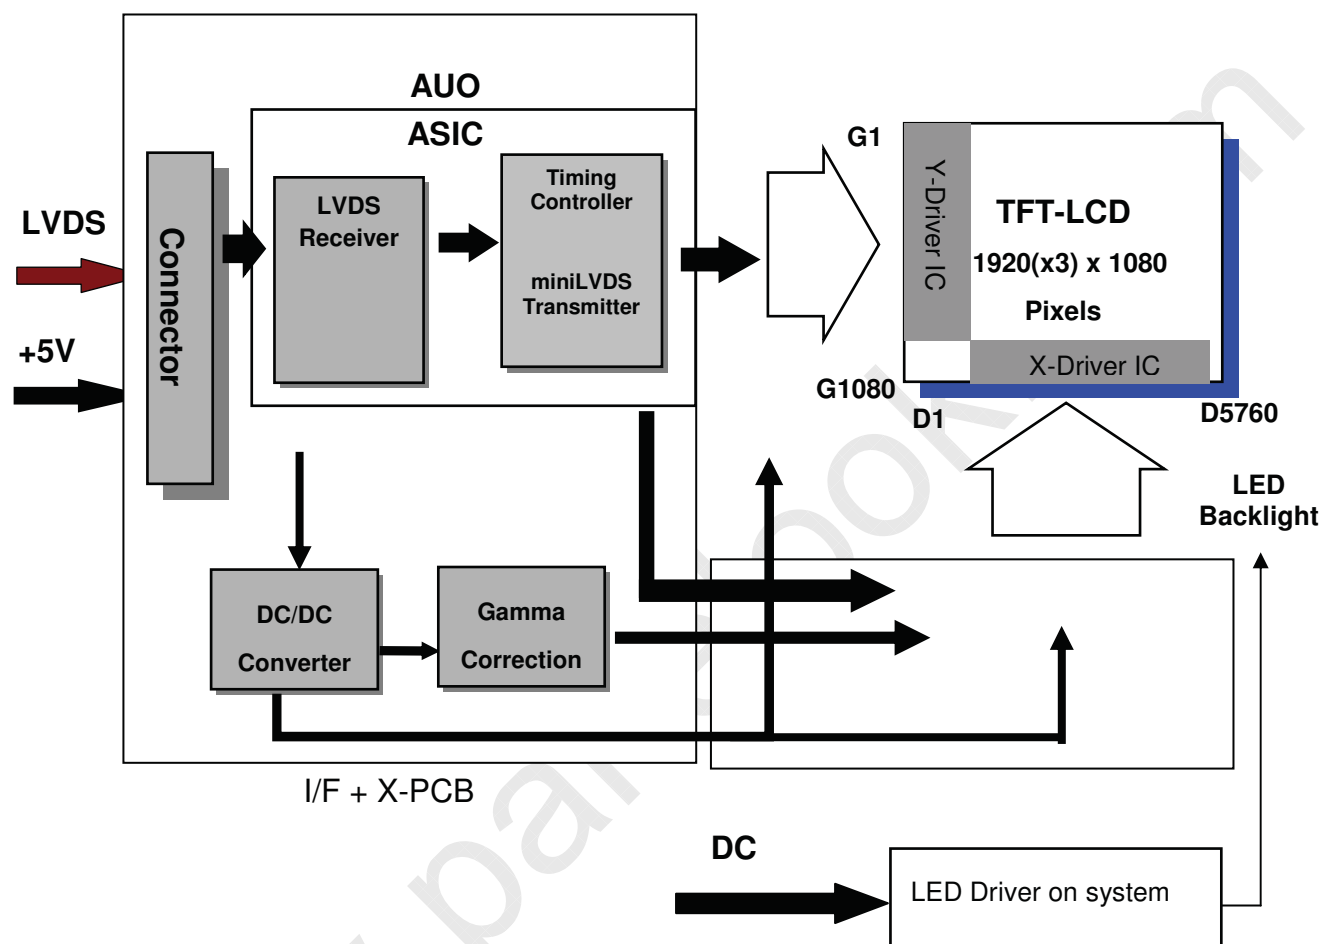 AUO
ASIC
LVDS
+5V
Connector
LVDS
Receiver
Timing
Controller
miniLVDS
Transmitter
G1
G1080
Y-Driver IC
TFT-LCD
1920(x3) x 1080
Pixels
X-Driver IC
D1
D5760
LED
Backlight
DC/DC
Converter
Gamma
Correction
I/F + X-PCB
DC
LED Driver on system